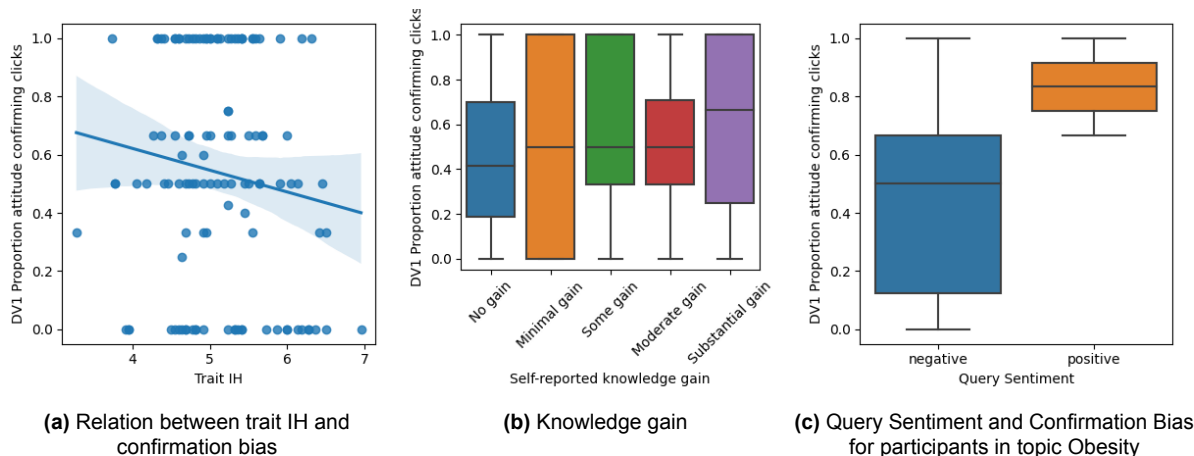 DV1 Proportion attitude confirming clicks
1.0
0.8
0.6
0.4
0.2
0.0
4
5
6
7
Trait IH
(a) Relation between trait IH and
confirmation bias
DV1 Proportion attitude confirming clicks
1.0
0.8
0.6
0.4
0.2
0.0
No gain
Minimal gain
Some gain
Moderate gain
Substantial gain
Self-reported knowledge gain
(b) Knowledge gain
DV1 Proportion attitude confirming clicks
1.0
0.8
0.6
0.4
0.2
0.0
negative
positive
Query Sentiment
(c) Query Sentiment and Confirmation Bias
for participants in topic Obesity